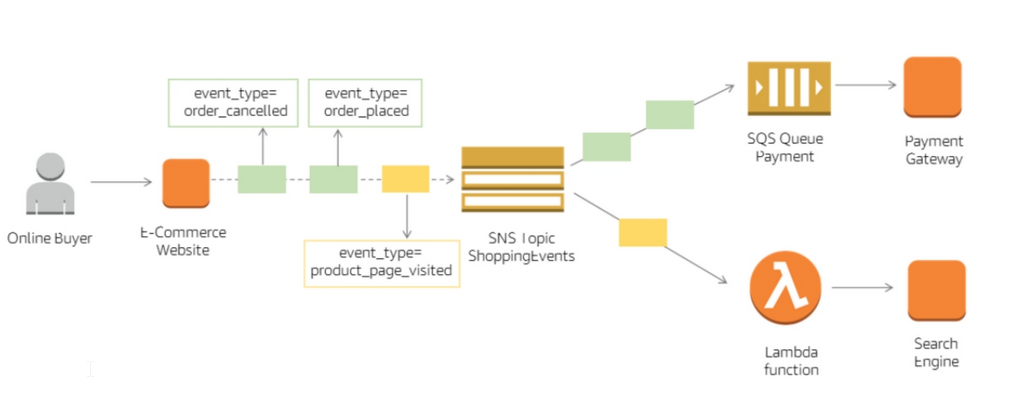 event_type=
order_cancelled
event_type=
order_placed
SQS Queue
Payment
Payment
Gateway
Online Buyer
E-Commerce
Website
event_type=
product_page_visited
SNS Topic
ShoppingEvents
Lambda
function
Search
Engine